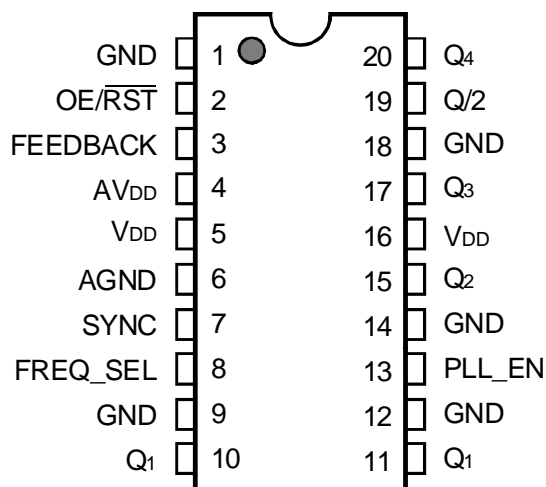 GND 1 20 Q4
OE/RST 2 19 Q/2
FEEDBACK 3 18 GND
AVDD 4 17 Q3
VDD 5 16 VDD
AGND 6 15 Q2
SYNC 7 14 GND
FREQ_SEL 8 13 PLL_EN
GND 9 12 GND
Q1 10 11 Q1